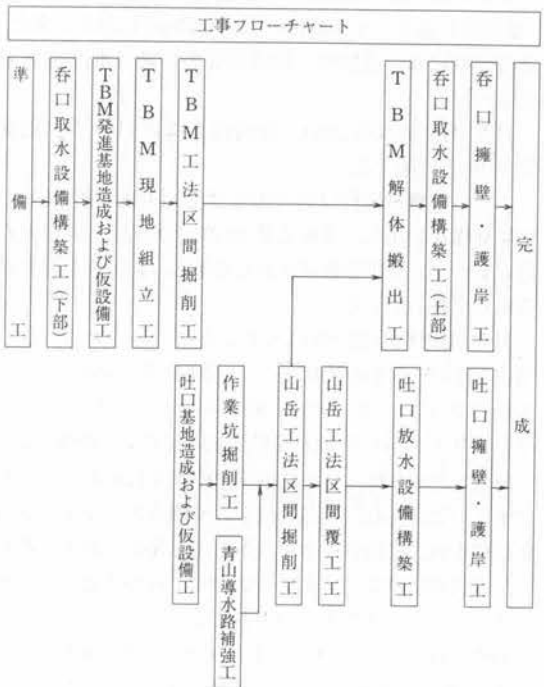 工事フローチャート
準備工
呑口取水設備構築工（下部）
TBM発進基地造成および仮設備工
TBM現地組立工
TBM工法区間掘削工
TBM解体搬出工
呑口取水設備構築工（上部）
呑口擁壁・護岸工
完成
吐口基地造成および仮設備工
作業坑掘削工
青山導水路補強工
山岳工法区間掘削工
山岳工法区間覆工工
吐口放水設備構築工
吐口擁壁・護岸工